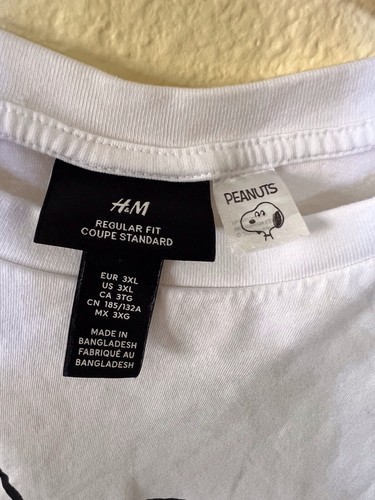 H&M
REGULAR FIT
COUPE STANDARD
PEANUTS
EUR 3XL
US 3XL
CA 3TG
CN 185/132A
MX 3XG
MADE IN
BANGLADESH
FABRIQUÉ AU
BANGLADESH